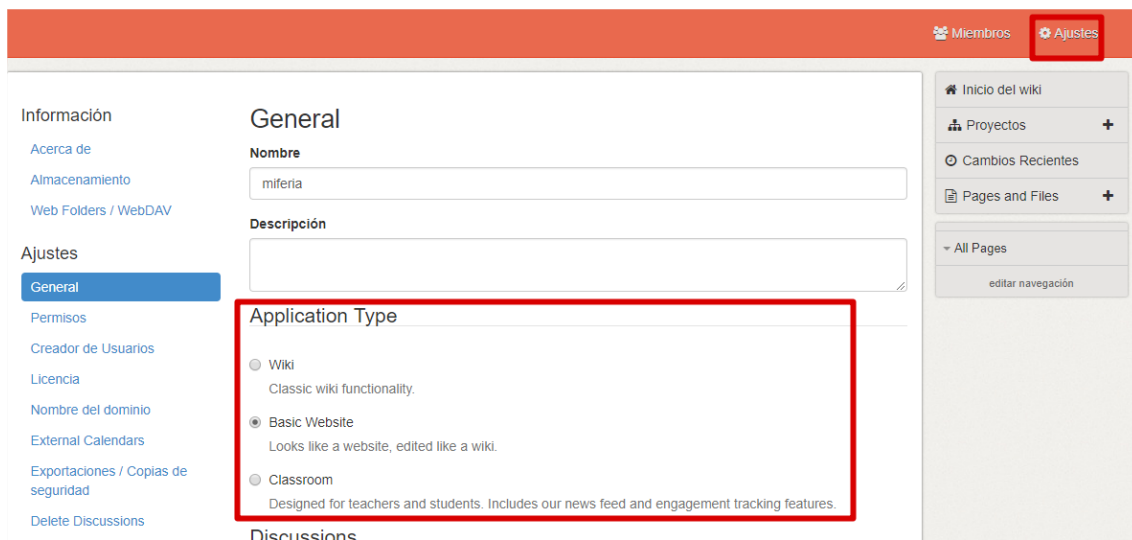 Miembros
Ajustes
Información
Acerca de
Almacenamiento
Web Folders / WebDAV
Ajustes
General
Permisos
Creador de Usuarios
Licencia
Nombre del dominio
External Calendars
Exportaciones / Copias de
seguridad
Delete Discussions
General
Nombre
miferia
Descripción
Application Type
Wiki
Classic wiki functionality.
Basic Website
Looks like a website, edited like a wiki.
Classroom
Designed for teachers and students. Includes our news feed and engagement tracking features.
Discussions
Inicio del wiki
Proyectos +
Cambios Recientes
Pages and Files +
All Pages
editar navegación